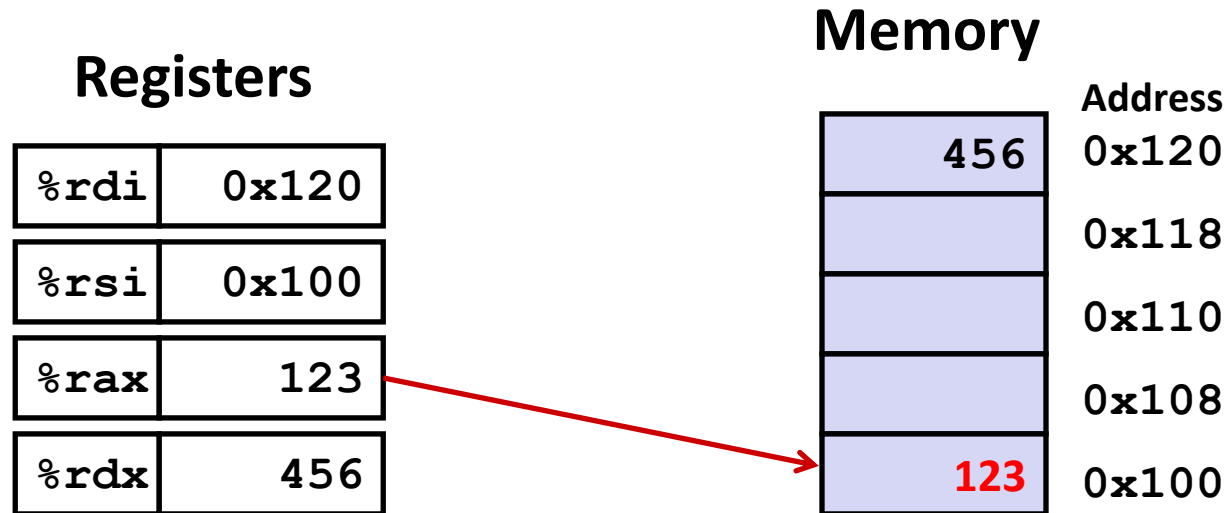 Registers
%rdi 0x120
%rsi 0x100
%rax 123
%rdx 456
Memory
Address
456 0x120
0x118
0x110
0x108
123 0x100